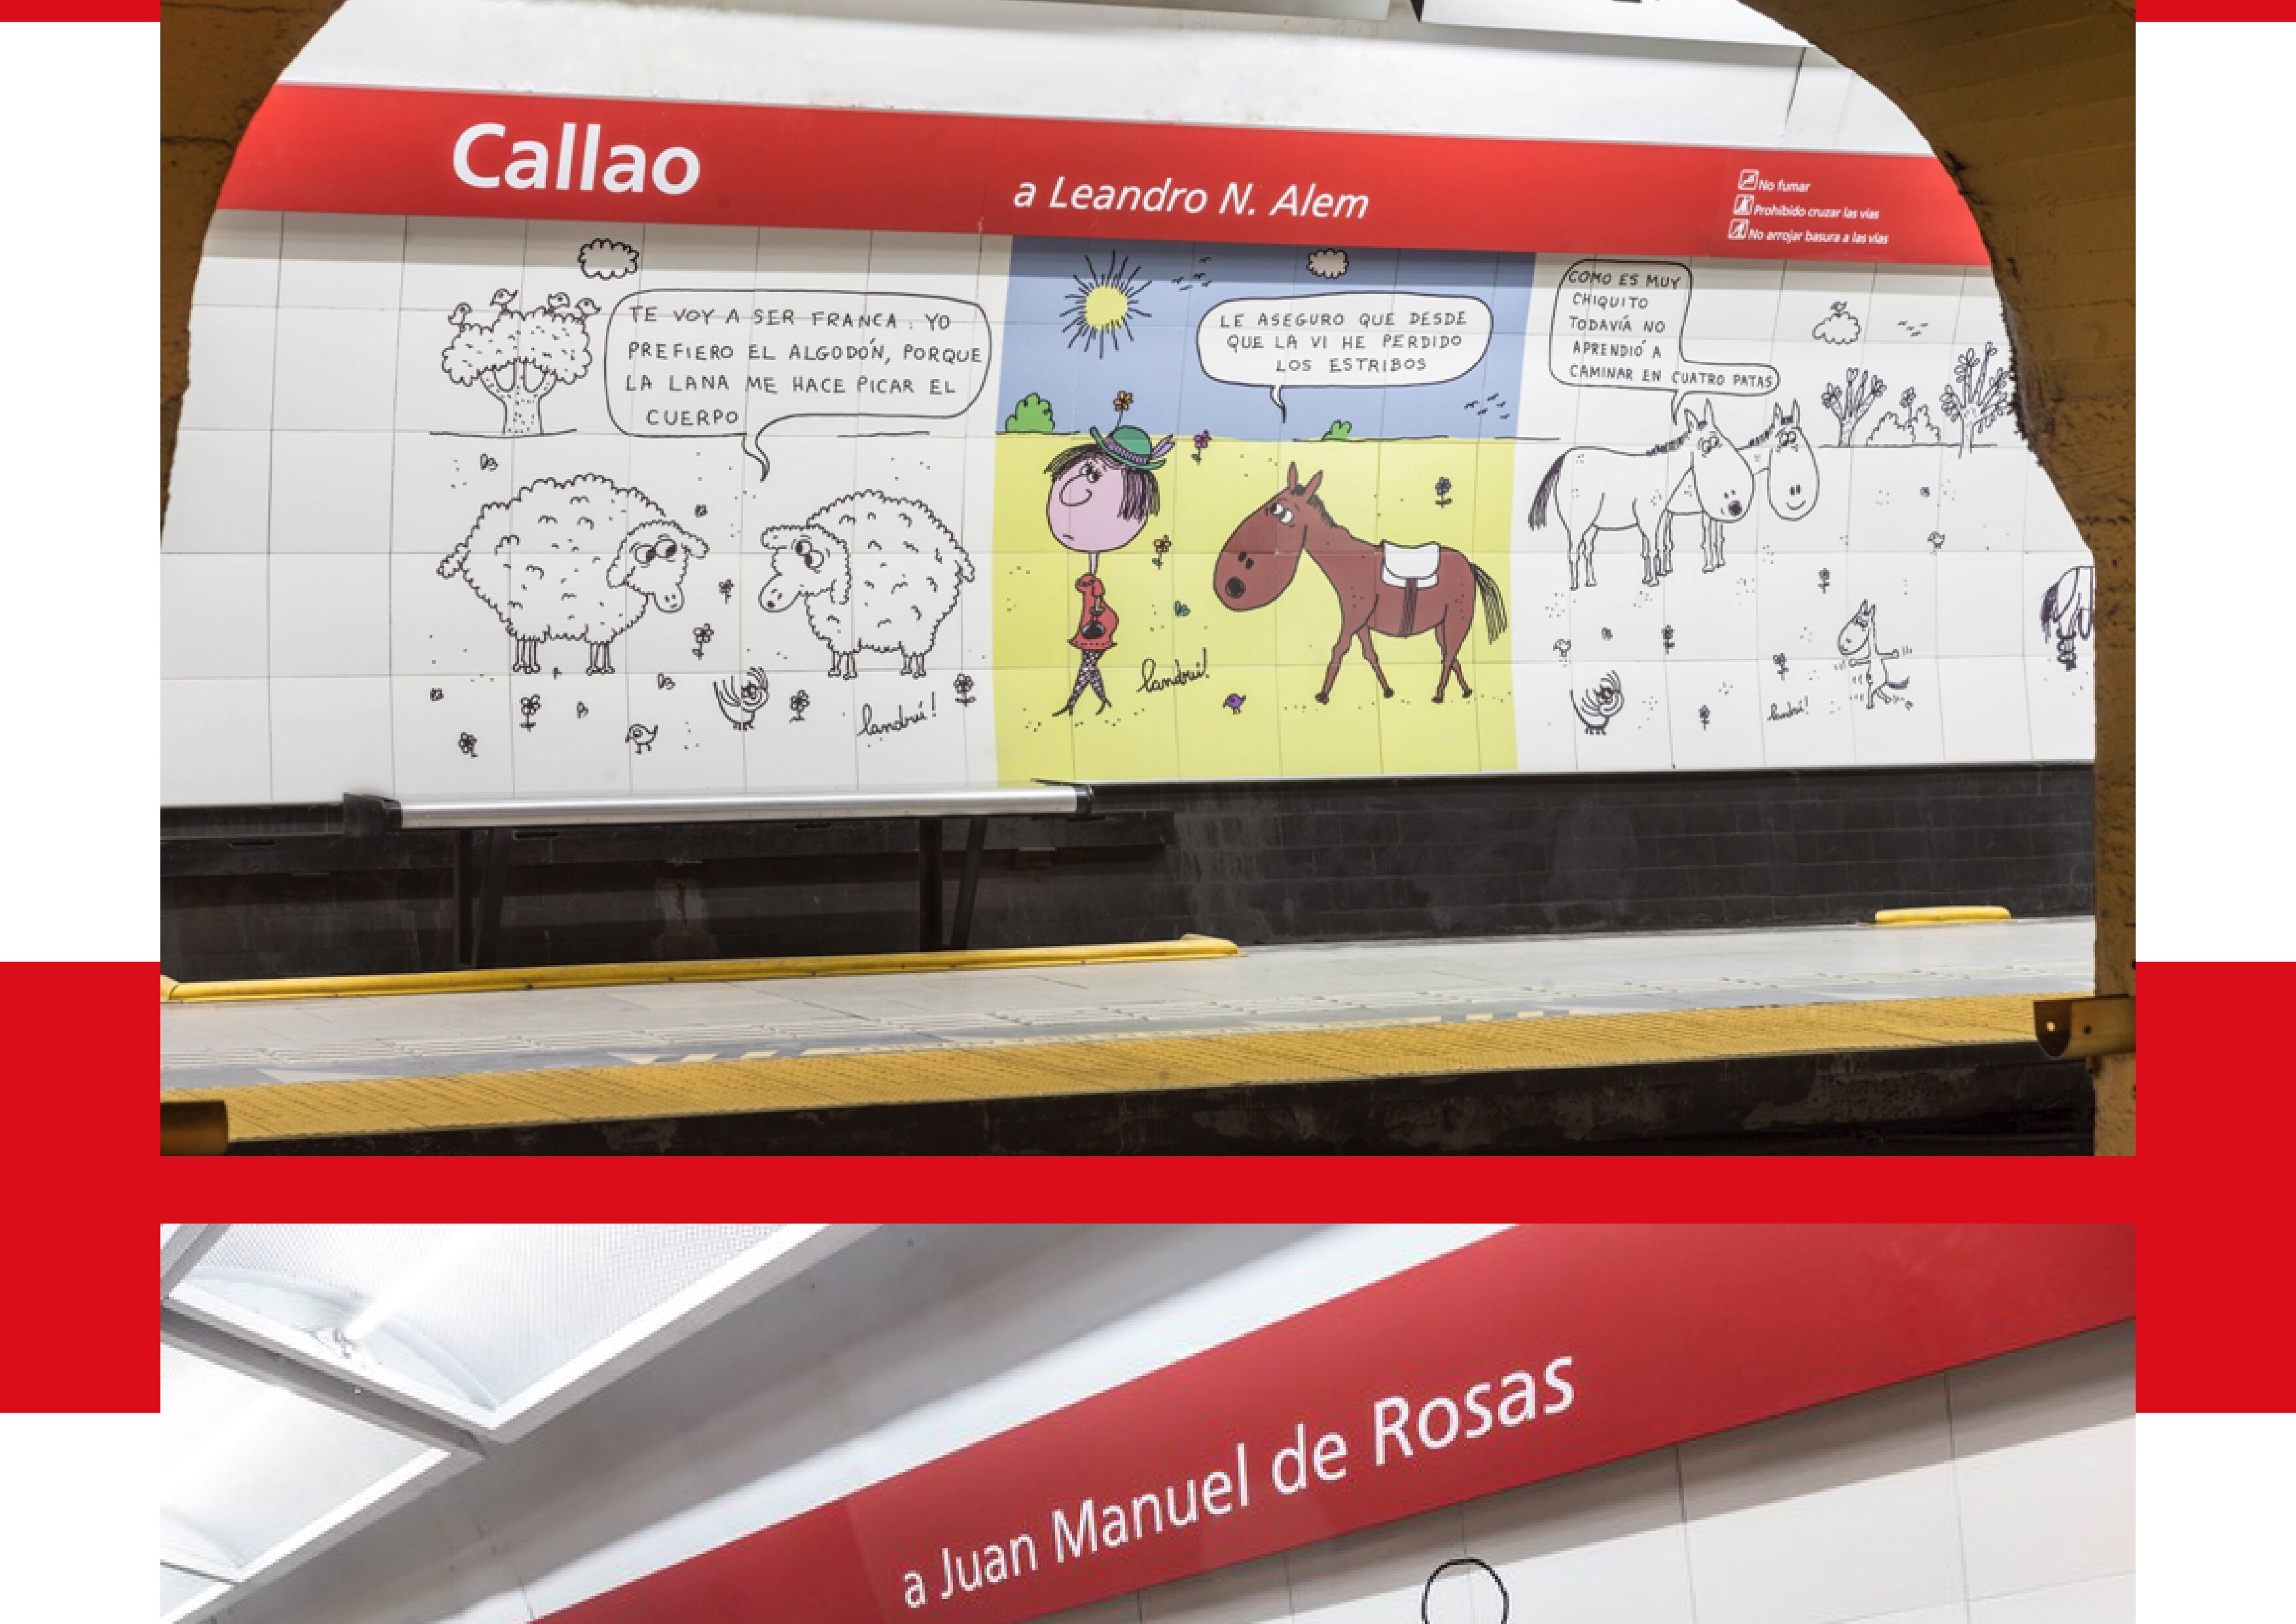 Callao
a Leandro N. Alem
No fumar
Prohibido cruzar las vías
No arrojar basura a las vías
TE VOY A SER FRANCA. YO
PREFIERO EL ALGODÓN, PORQUE
LA LANA ME HACE PICAR EL
CUERPO
landrú!
LE ASEGURO QUE DESDE
QUE LA VI HE PERDIDO
LOS ESTRIBOS
landrú!
COMO ES MUY
CHIQUITO
TODAVÍA NO
APRENDIÓ A
CAMINAR EN CUATRO PATAS
landrú!
a Juan Manuel de Rosas